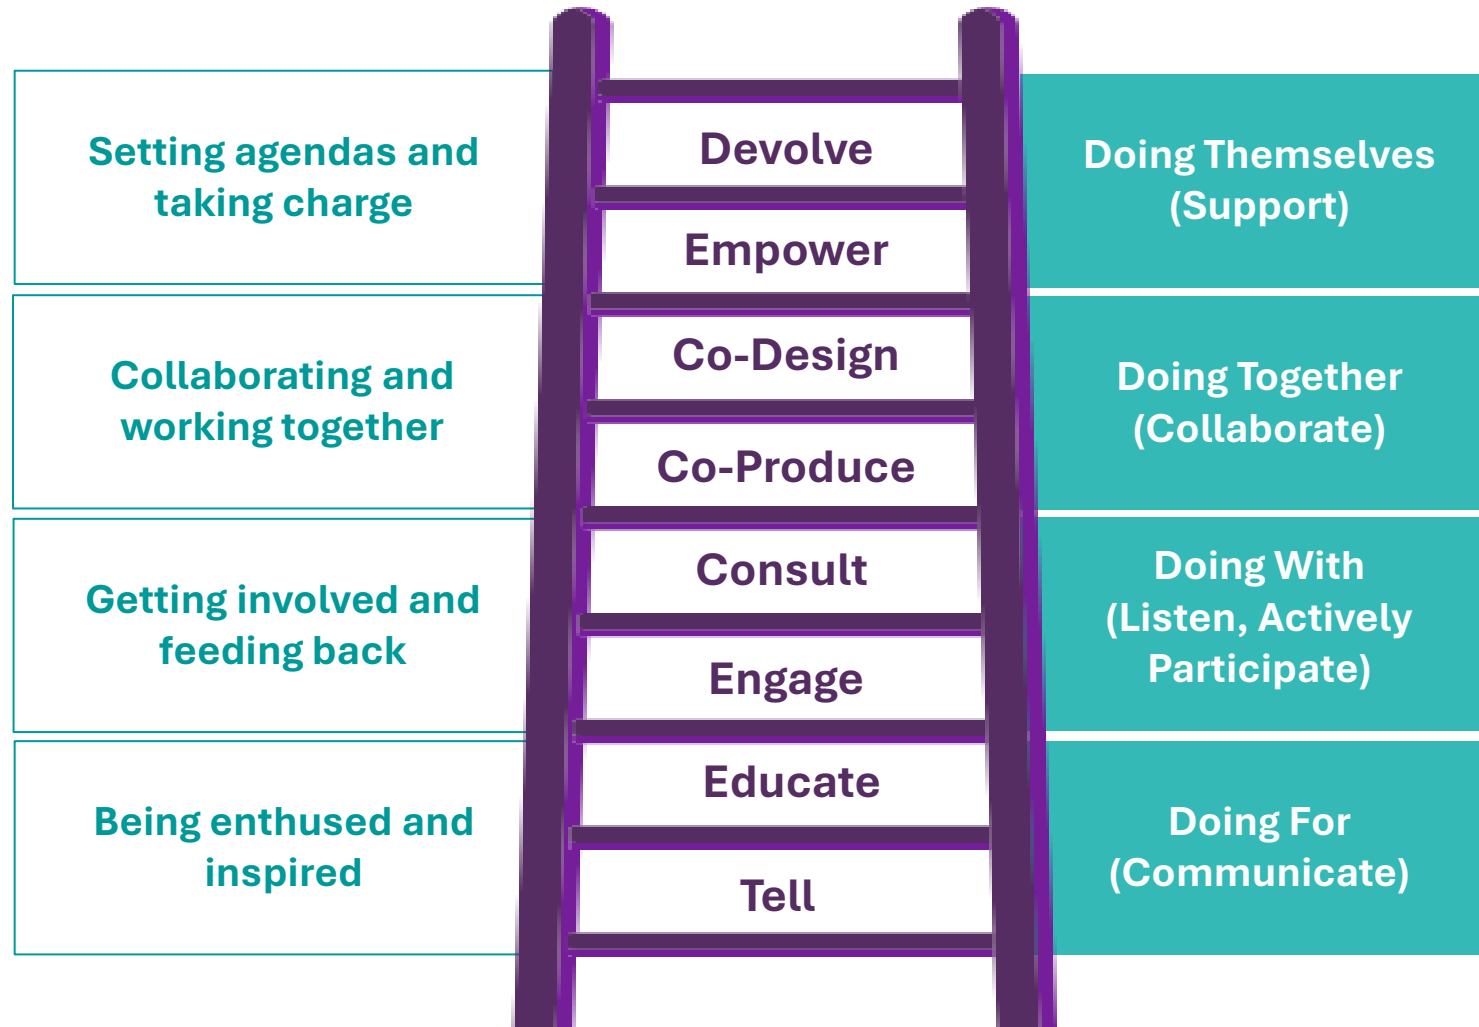 Setting agendas and
taking charge
Devolve
Empower
Doing Themselves
(Support)
Collaborating and
working together
Co-Design
Co-Produce
Doing Together
(Collaborate)
Getting involved and
feeding back
Consult
Engage
Doing With
(Listen, Actively
Participate)
Being enthused and
inspired
Educate
Tell
Doing For
(Communicate)